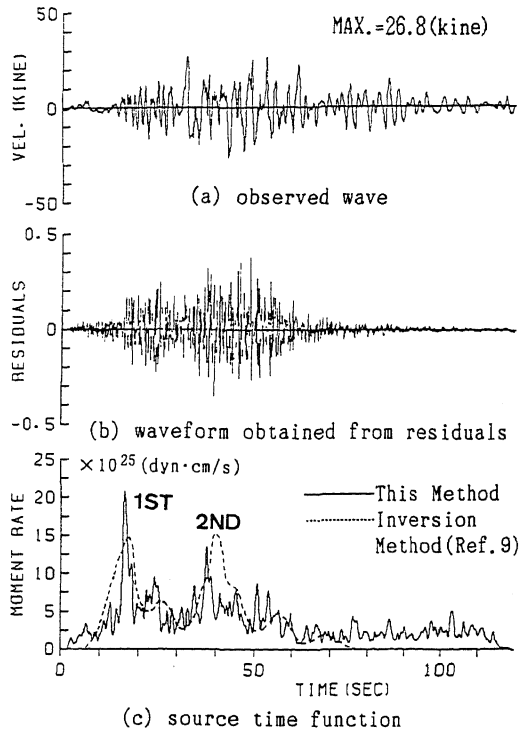 MAX.=26.8(kine)
50
0
-50
VEL. (KINE)
(a) observed wave
0.5
0
-0.5
RESIDUALS
(b) waveform obtained from residuals
25
20
15
10
5
0
MOMENT RATE
×10²⁵(dyn·cm/s)
1ST
2ND
This Method
Inversion
Method(Ref.9)
0 50 100
TIME(SEC)
(c) source time function